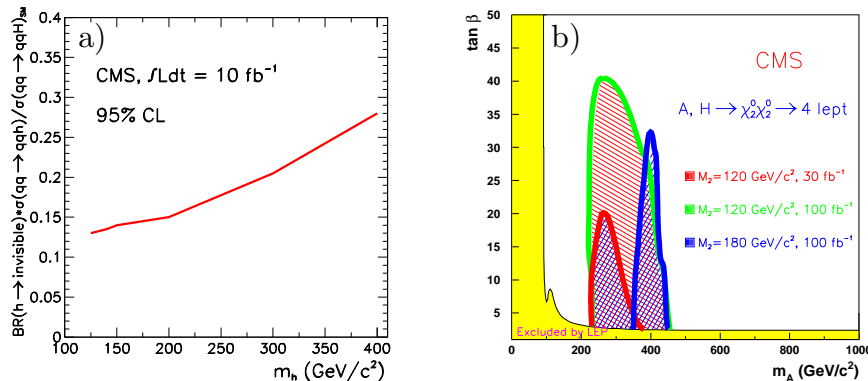 a)
CMS, ∫Ldt = 10 fb⁻¹
95% CL
BR(h → invisible)*σ(qq → qqh)/σ(qq → qqH)SM
0.4
0.35
0.3
0.25
0.2
0.15
0.1
0.05
0
100 150 200 250 300 350 400
m_h (GeV/c²)
b)
CMS
A, H → χ⁰₂χ⁰₂ → 4 lept
M₂=120 GeV/c², 30 fb⁻¹
M₂=120 GeV/c², 100 fb⁻¹
M₂=180 GeV/c², 100 fb⁻¹
Excluded by LEP
tan β
50
45
40
35
30
25
20
15
10
5
0 200 400 600 800 1000
m_A (GeV/c²)